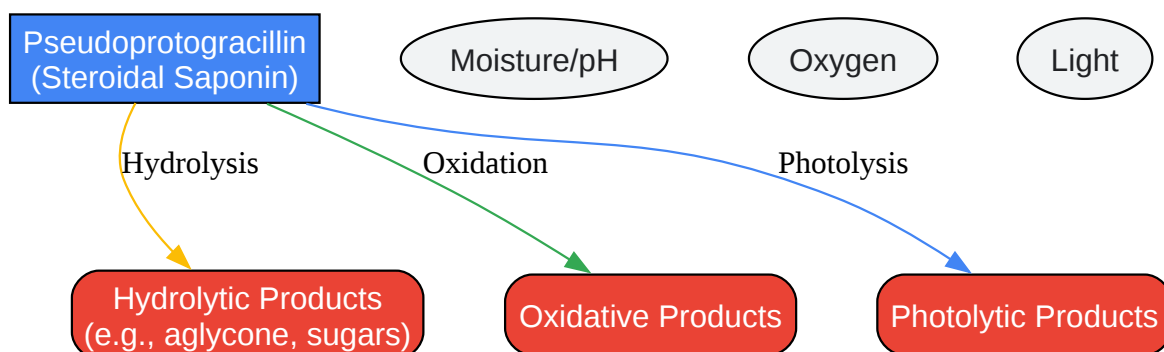 Pseudoprotogracillin
(Steroidal Saponin)
Moisture/pH
Oxygen
Light
Hydrolysis
Oxidation
Photolysis
Hydrolytic Products
(e.g., aglycone, sugars)
Oxidative Products
Photolytic Products